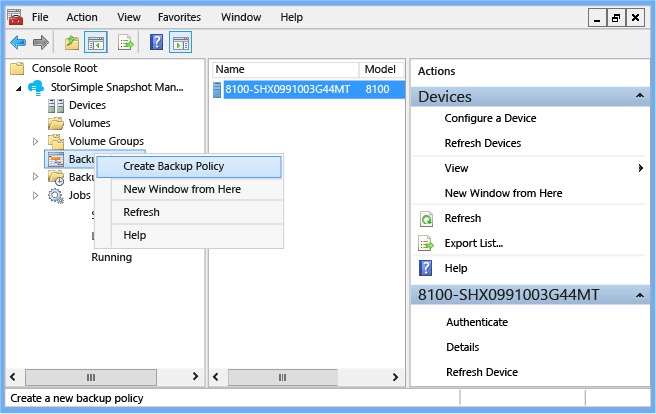 File Action View Favorites Window Help
Console Root
StorSimple Snapshot Man...
Devices
Volumes
Volume Groups
Backu
Backu
Jobs
S
L
Running
Create Backup Policy
New Window from Here
Refresh
Help
Name Model
8100-SHX0991003G44MT 8100
Actions
Devices
Configure a Device
Refresh Devices
View
New Window from Here
Refresh
Export List...
Help
8100-SHX0991003G44MT
Authenticate
Details
Refresh Device
Create a new backup policy